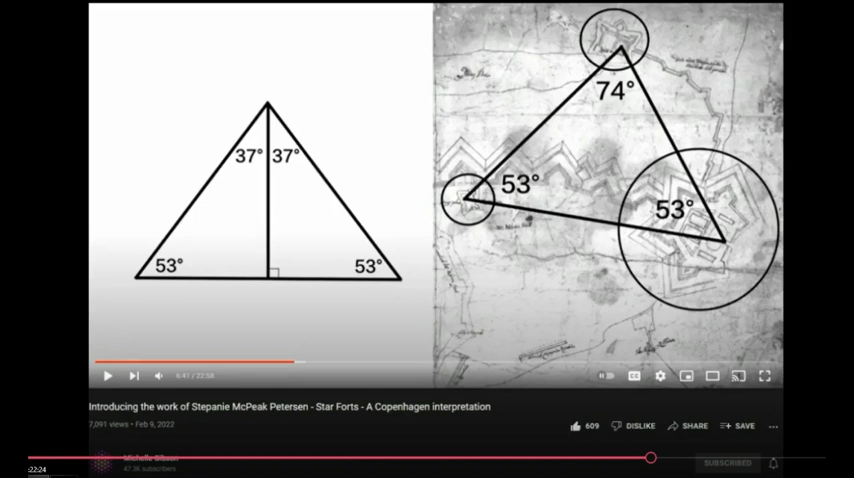 37° 37°
53° 53°
74°
53°
53°
6:41 / 22:58
CC
Introducing the work of Stepanie McPeak Petersen - Star Forts - A Copenhagen interpretation
7,091 views • Feb 9, 2022
609 DISLIKE SHARE SAVE
Michelle Gibson
47.3K subscribers
SUBSCRIBED
:22:24